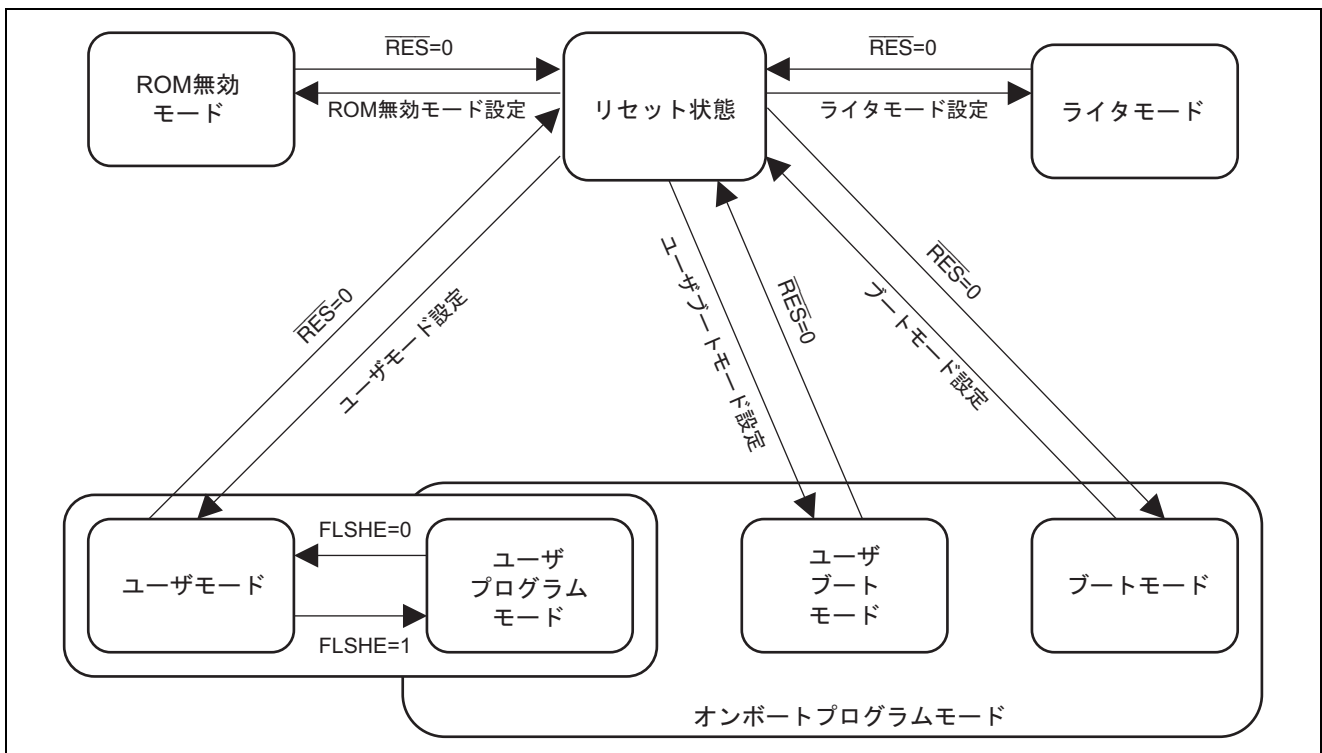 ROM無効
モード
RES=0
ROM無効モード設定
リセット状態
RES=0
ライタモード設定
ライタモード
RES=0
ユーザモード設定
ユーザブートモード設定
RES=0
RES=0
ブートモード設定
ユーザモード
FLSHE=0
FLSHE=1
ユーザ
プログラム
モード
ユーザ
ブート
モード
ブートモード
オンボートプログラムモード